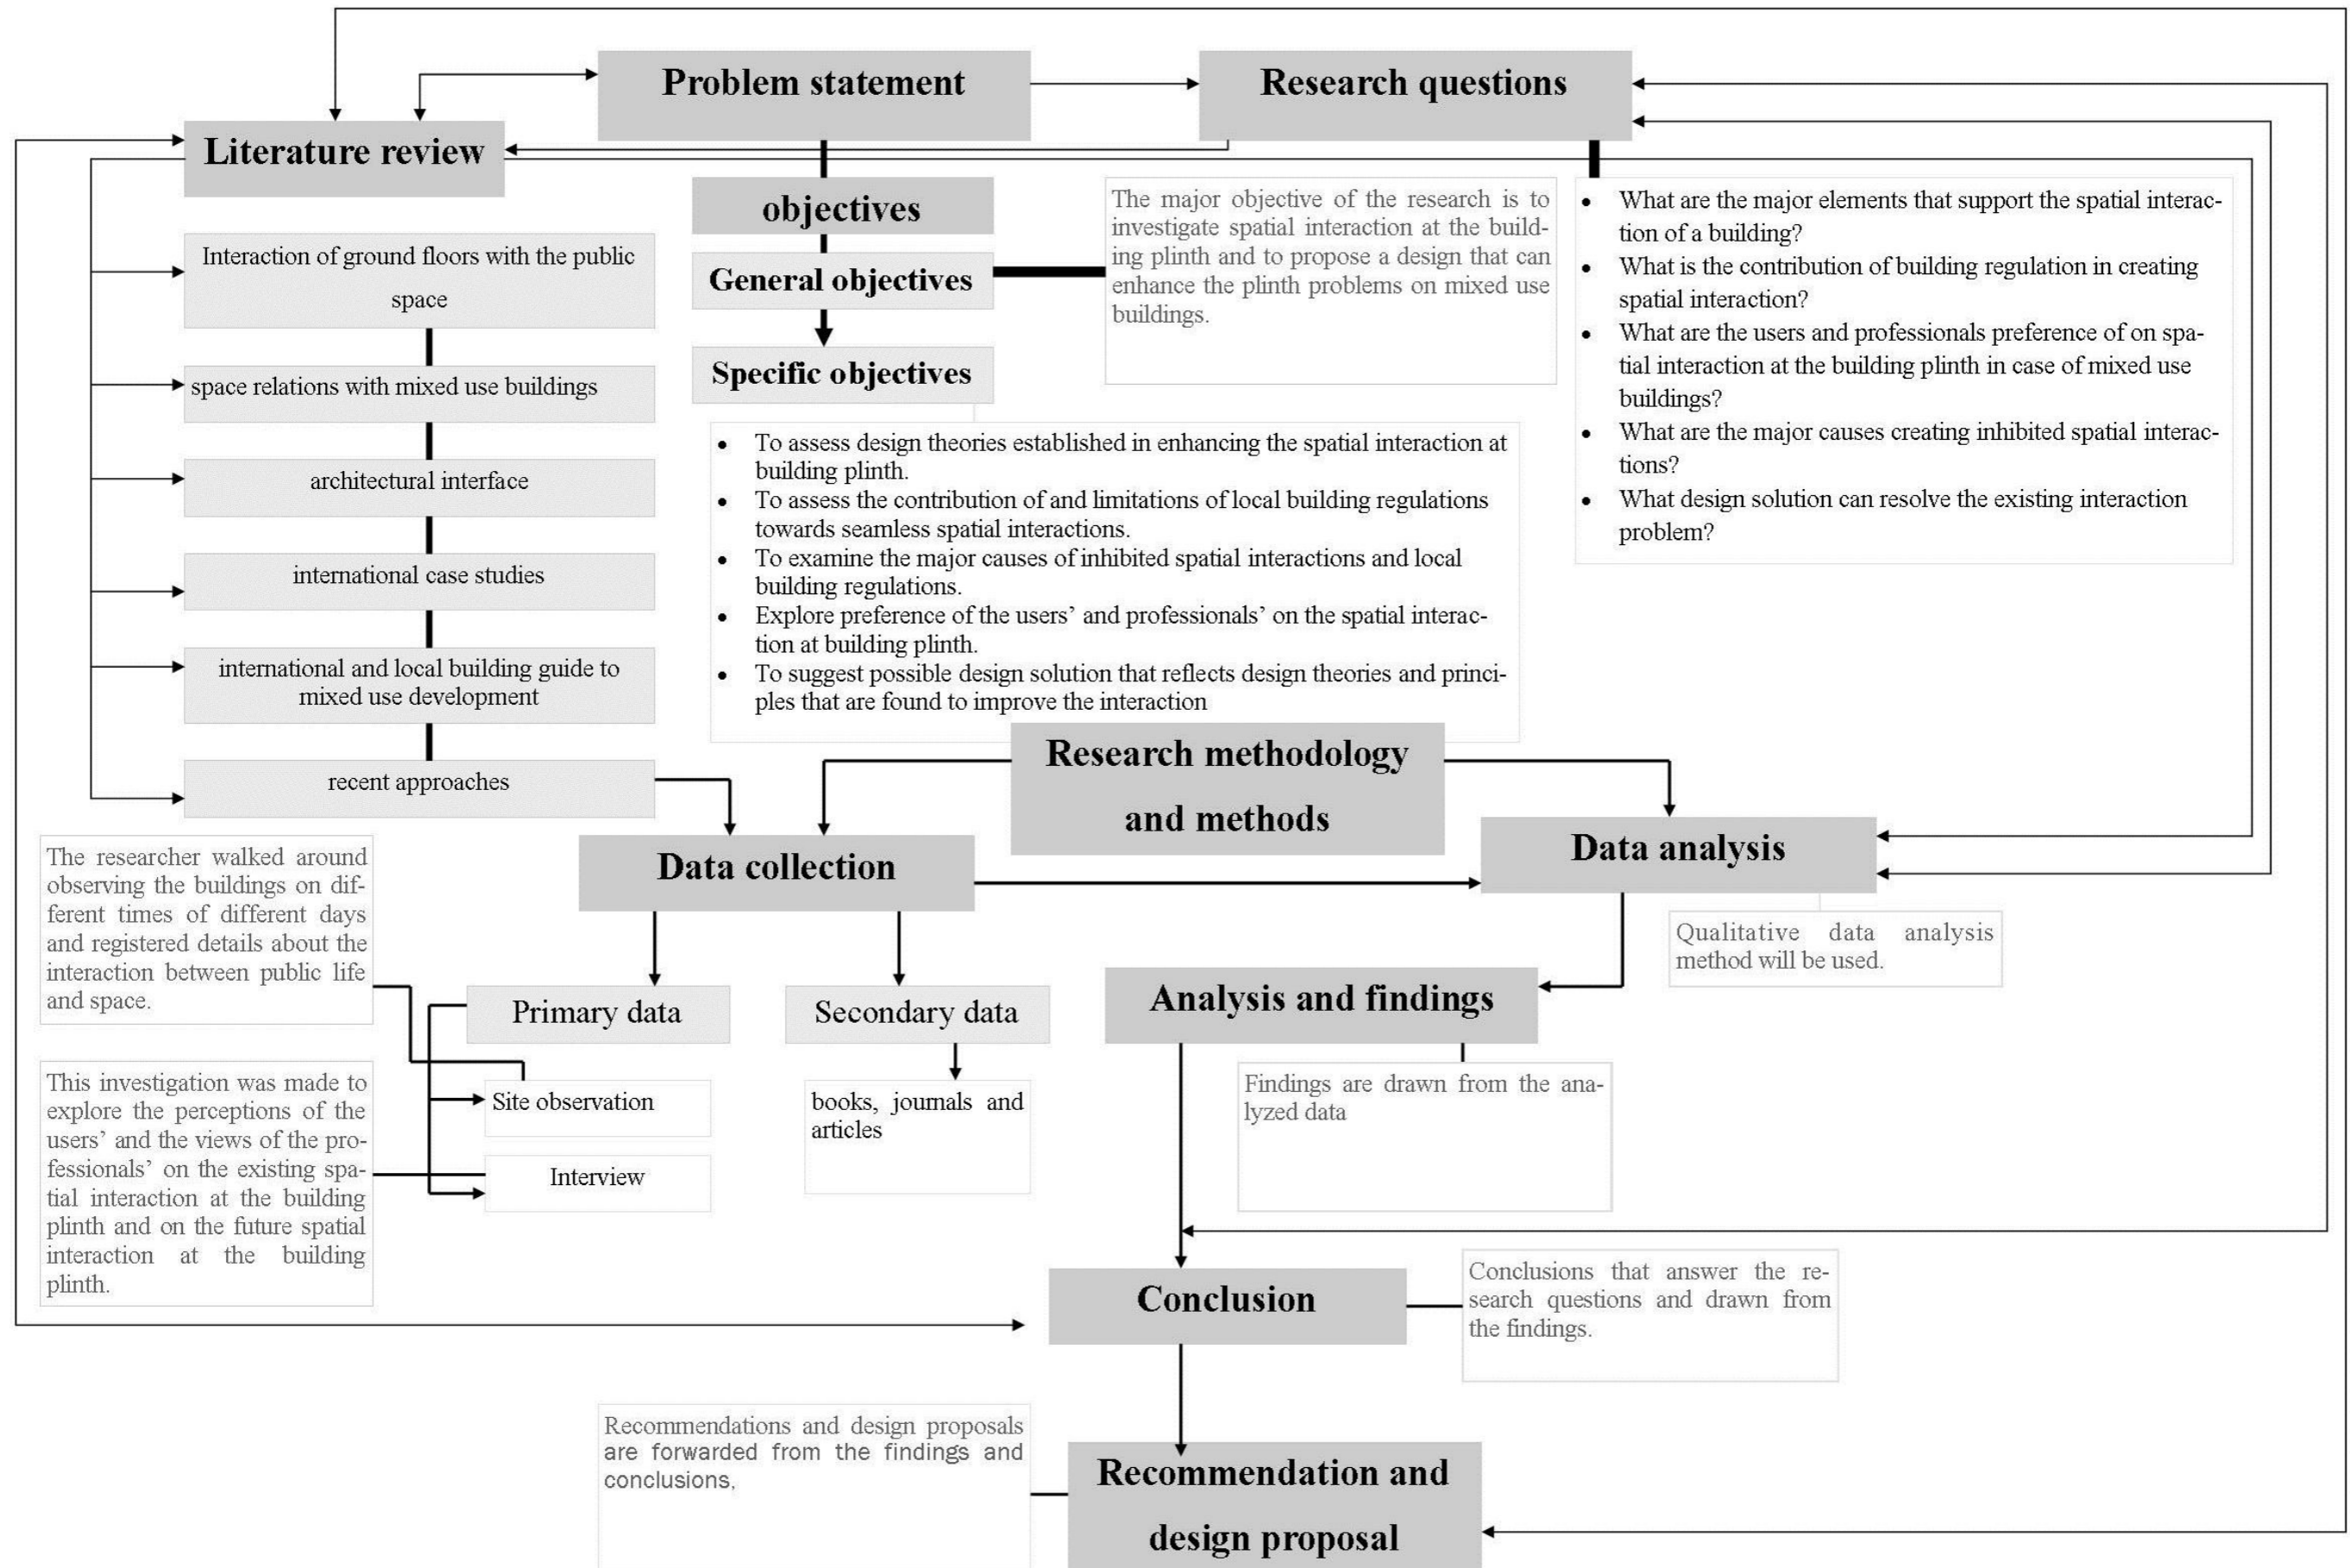 Problem statement
Research questions
Literature review
objectives
General objectives
Specific objectives
The major objective of the research is to
investigate spatial interaction at the build-
ing plinth and to propose a design that can
enhance the plinth problems on mixed use
buildings.
• What are the major elements that support the spatial interac-
tion of a building?
• What is the contribution of building regulation in creating
spatial interaction?
• What are the users and professionals preference of on spa-
tial interaction at the building plinth in case of mixed use
buildings?
• What are the major causes creating inhibited spatial interac-
tions?
• What design solution can resolve the existing interaction
problem?
Interaction of ground floors with the public
space
space relations with mixed use buildings
architectural interface
international case studies
international and local building guide to
mixed use development
recent approaches
• To assess design theories established in enhancing the spatial interaction at
building plinth.
• To assess the contribution of and limitations of local building regulations
towards seamless spatial interactions.
• To examine the major causes of inhibited spatial interactions and local
building regulations.
• Explore preference of the users’ and professionals’ on the spatial interac-
tion at building plinth.
• To suggest possible design solution that reflects design theories and princi-
ples that are found to improve the interaction
Research methodology
and methods
Data collection
Data analysis
The researcher walked around
observing the buildings on dif-
ferent times of different days
and registered details about the
interaction between public life
and space.
Qualitative data analysis
method will be used.
Primary data
Secondary data
Analysis and findings
This investigation was made to
explore the perceptions of the
users’ and the views of the pro-
fessionals’ on the existing spa-
tial interaction at the building
plinth and on the future spatial
interaction at the building
plinth.
Site observation
Interview
books, journals and
articles
Findings are drawn from the ana-
lyzed data
Conclusion
Conclusions that answer the re-
search questions and drawn from
the findings.
Recommendations and design proposals
are forwarded from the findings and
conclusions,
Recommendation and
design proposal